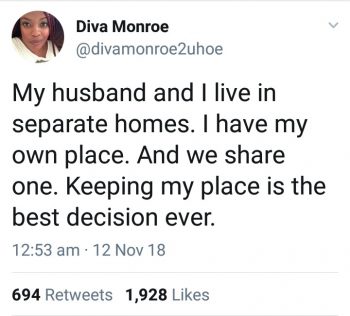 Diva Monroe
@divamonroe2uhoe
My husband and I live in
separate homes. I have my
own place. And we share
one. Keeping my place is the
best decision ever.
12:53 am · 12 Nov 18
694 Retweets 1,928 Likes